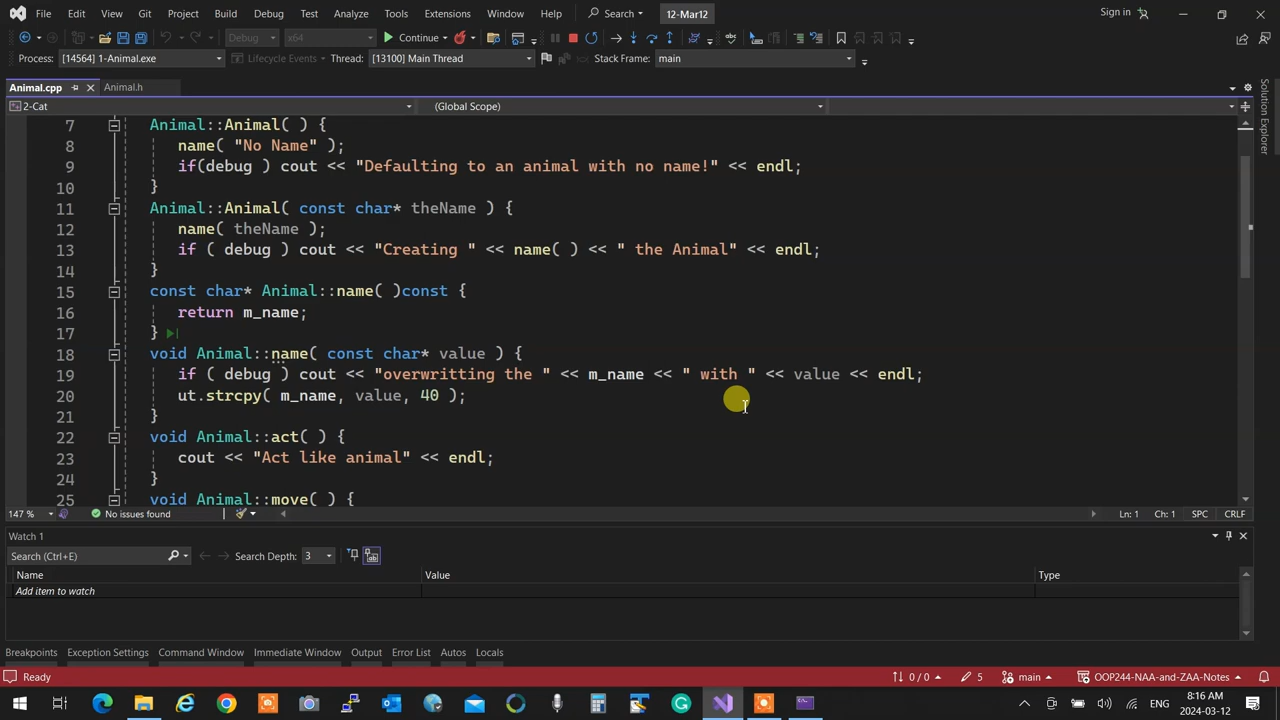 File Edit View Git Project Build Debug Test Analyze Tools Extensions Window Help Search 12-Mar12 Sign in
Debug x64 Continue
Process: [14564] 1-Animal.exe Lifecycle Events Thread: [13100] Main Thread Stack Frame: main
Animal.cpp Animal.h
2-Cat (Global Scope)
7 Animal::Animal( ) {
8 name( "No Name" );
9 if(debug ) cout << "Defaulting to an animal with no name!" << endl;
10 }
11 Animal::Animal( const char* theName ) {
12 name( theName );
13 if ( debug ) cout << "Creating " << name( ) << " the Animal" << endl;
14 }
15 const char* Animal::name( )const {
16 return m_name;
17 }
18 void Animal::name( const char* value ) {
19 if ( debug ) cout << "overwritting the " << m_name << " with " << value << endl;
20 ut.strcpy( m_name, value, 40 );
21 }
22 void Animal::act( ) {
23 cout << "Act like animal" << endl;
24 }
25 void Animal::move( ) {
147 % No issues found Ln: 1 Ch: 1 SPC CRLF
Watch 1
Search (Ctrl+E) Search Depth: 3
Name Value Type
Add item to watch
Breakpoints Exception Settings Command Window Immediate Window Output Error List Autos Locals
Ready 0 / 0 5 main OOP244-NAA-and-ZAA-Notes
ENG 8:16 AM
2024-03-12
Solution Explorer